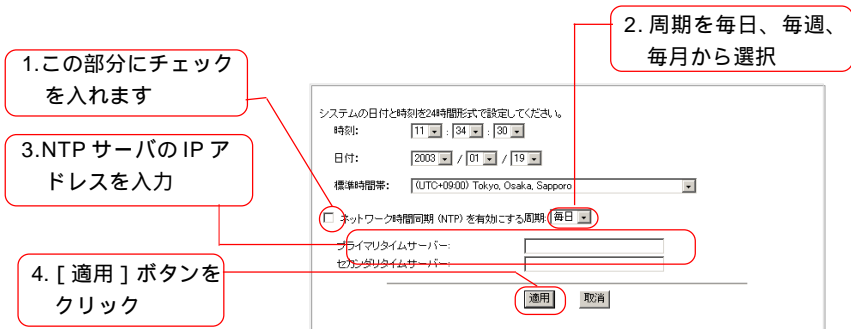 2. 周期を毎日、毎週、
毎月から選択
1.この部分にチェック
を入れます
システムの日付と時刻を24時間形式で設定してください。
時刻: 11 : 34 : 30
3.NTP サーバの IP ア
ドレスを入力
日付: 2003 / 01 / 19
標準時間帯: (UTC+09:00) Tokyo, Osaka, Sapporo
ネットワーク時間同期 (NTP) を有効にする周期: 毎日
プライマリタイムサーバー:
セカンダリタイムサーバー:
4. [ 適用 ] ボタンを
クリック
適用 取消